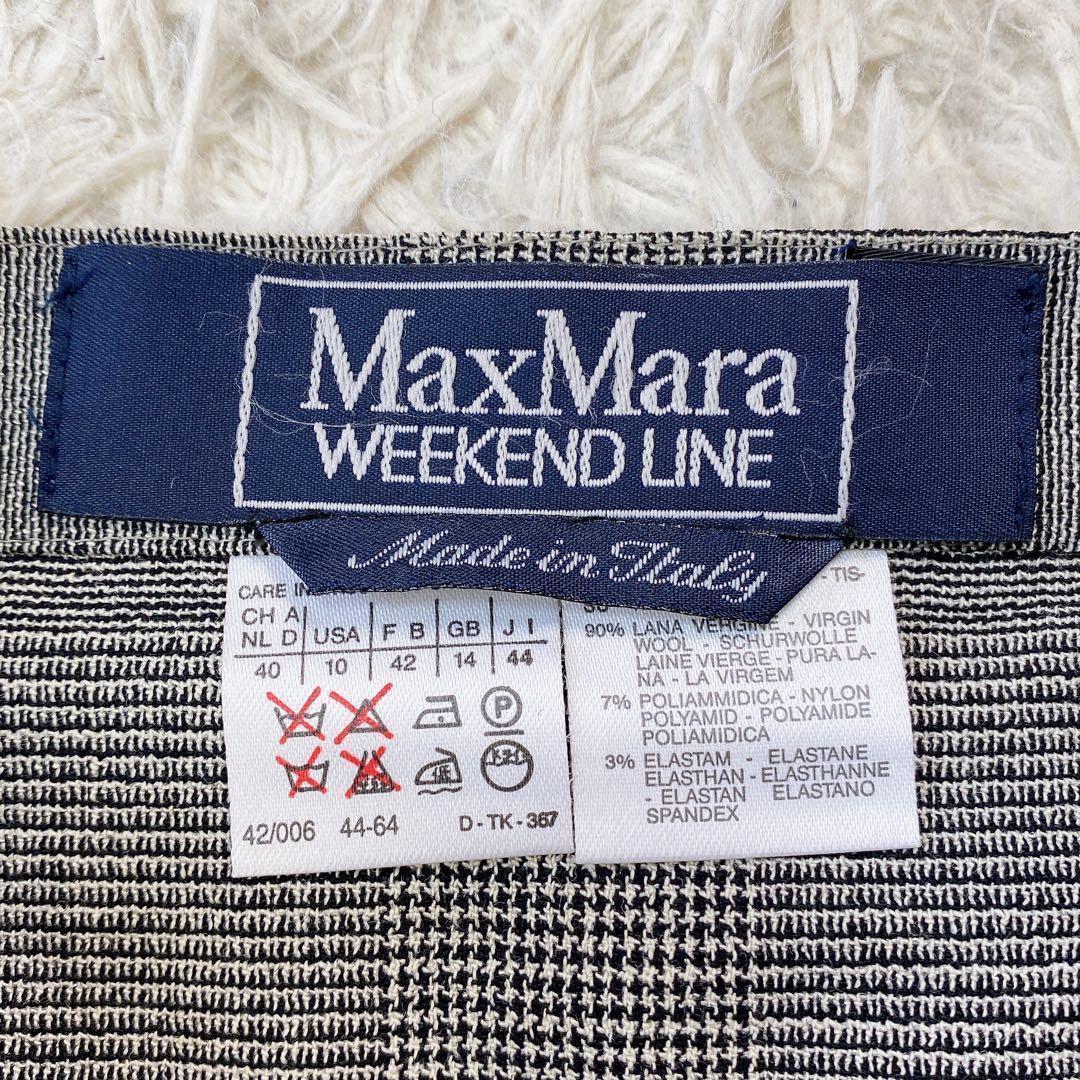 MaxMara
WEEKEND LINE
Made in Italy
CARE
CH A
NL D USA F B GB J I
40 10 42 14 44
P
42/006 44-64 D-TK-367
- TIS-
90% LANA VERGINE - VIRGIN
WOOL - SCHURWOLLE
LAINE VIERGE - PURA LA-
NA - LA VIRGEM
7% POLIAMMIDICA - NYLON
POLYAMID - POLYAMIDE
POLIAMIDICA
3% ELASTAM - ELASTANE
ELASTHAN - ELASTHANNE
- ELASTAN ELASTANO
SPANDEX